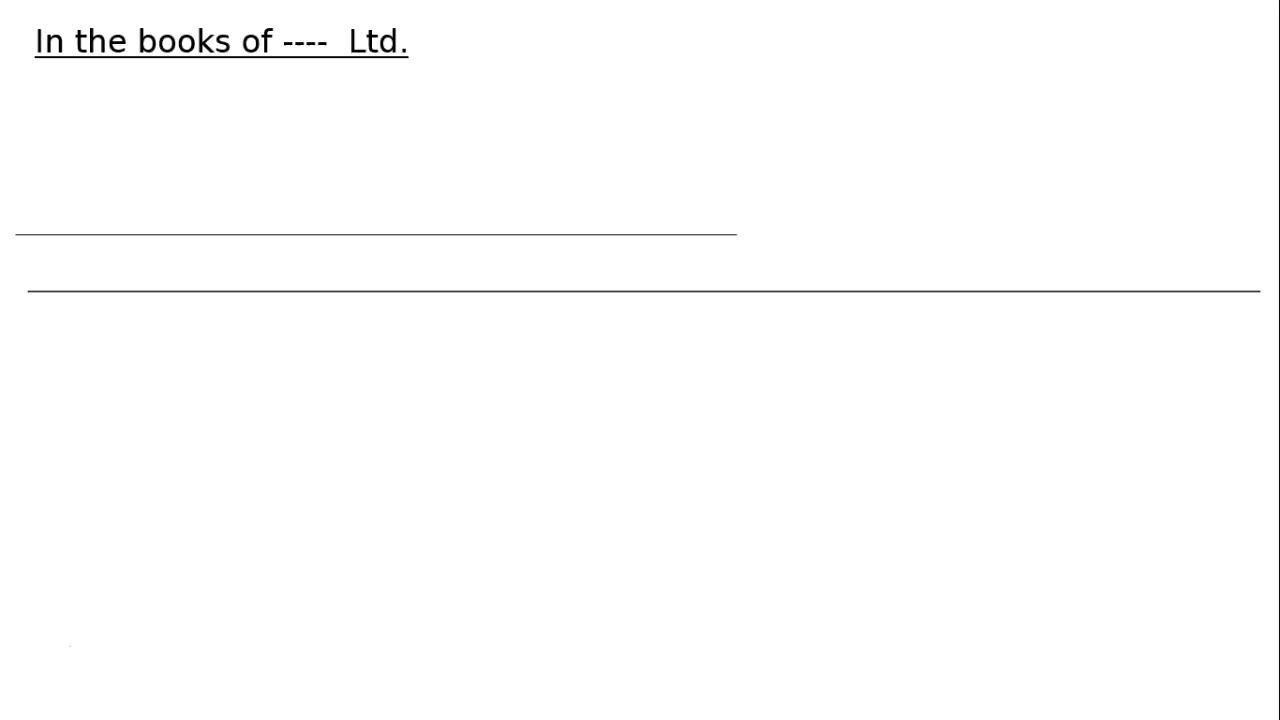 In the books of ----  Ltd.